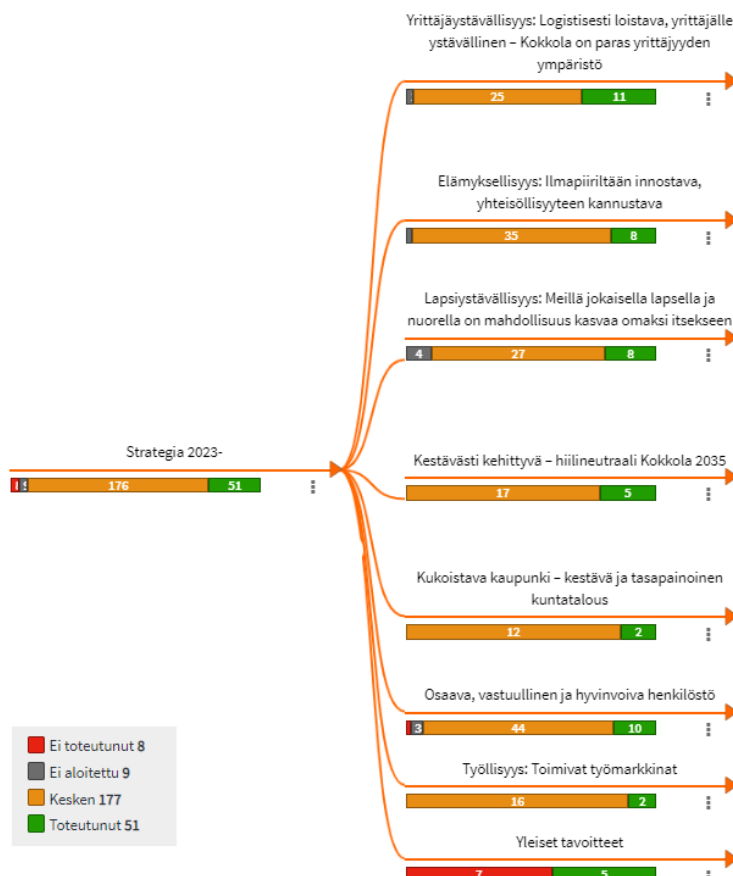 Yrittäjäystävällisyys: Logistisesti loistava, yrittäjälle
ystävällinen – Kokkola on paras yrittäjyyden
ympäristö
25 11
Elämyksellisyys: Ilmapiiriltään innostava,
yhteisöllisyyteen kannustava
35 8
Lapsiystävällisyys: Meillä jokaisella lapsella ja
nuorella on mahdollisuus kasvaa omaksi itsekseen
4 27 8
Strategia 2023-
176 51
Kestävästi kehittyvä – hiilineutraali Kokkola 2035
17 5
Kukoistava kaupunki – kestävä ja tasapainoinen
kuntatalous
12 2
Osaava, vastuullinen ja hyvinvoiva henkilöstö
3 44 10
Työllisyys: Toimivat työmarkkinat
16 2
Yleiset tavoitteet
7 5
Ei toteutunut 8
Ei aloitettu 9
Kesken 177
Toteutunut 51